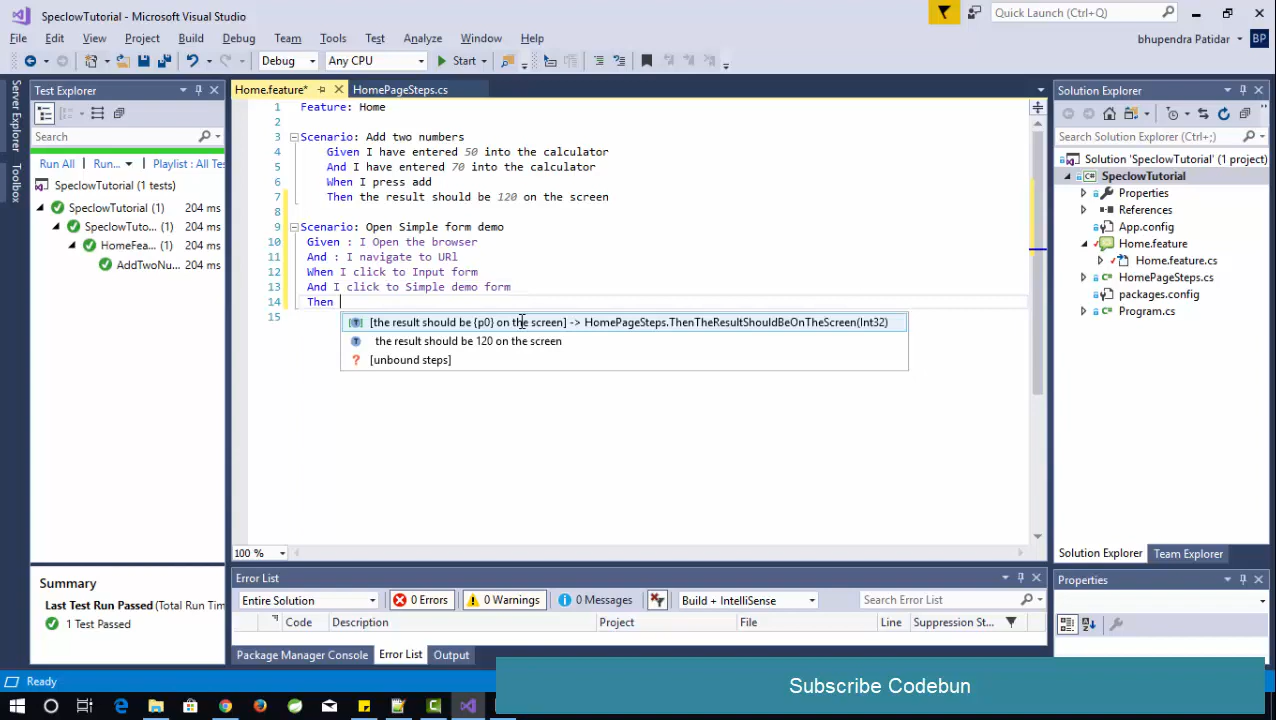 SpeclowTutorial - Microsoft Visual Studio
Quick Launch (Ctrl+Q)
File Edit View Project Build Debug Team Tools Test Analyze Window Help
bhupendra Patidar BP
Debug Any CPU Start
Server Explorer
Toolbox
Test Explorer
Search
Run All Run... Playlist : All Te
SpeclowTutorial (1 tests)
SpeclowTutorial (1) 204 ms
SpeclowTuto... (1) 204 ms
HomeFea... (1) 204 ms
AddTwoNu... 204 ms
Summary
Last Test Run Passed (Total Run Tim
1 Test Passed
Home.feature* HomePageSteps.cs
1 Feature: Home
2
3 Scenario: Add two numbers
4 Given I have entered 50 into the calculator
5 And I have entered 70 into the calculator
6 When I press add
7 Then the result should be 120 on the screen
8
9 Scenario: Open Simple form demo
10 Given : I Open the browser
11 And : I navigate to URl
12 When I click to Input form
13 And I click to Simple demo form
14 Then
15
[the result should be {p0} on the screen] -> HomePageSteps.ThenTheResultShouldBeOnTheScreen(Int32)
the result should be 120 on the screen
[unbound steps]
100 %
Error List
Entire Solution 0 Errors 0 Warnings 0 Messages Build + IntelliSense Search Error List
Code Description Project File Line Suppression St...
Package Manager Console Error List Output
Solution Explorer
Search Solution Explorer (Ctrl+;)
Solution 'SpeclowTutorial' (1 project)
SpeclowTutorial
Properties
References
App.config
Home.feature
Home.feature.cs
HomePageSteps.cs
packages.config
Program.cs
Solution Explorer Team Explorer
Properties
Ready
Subscribe Codebun